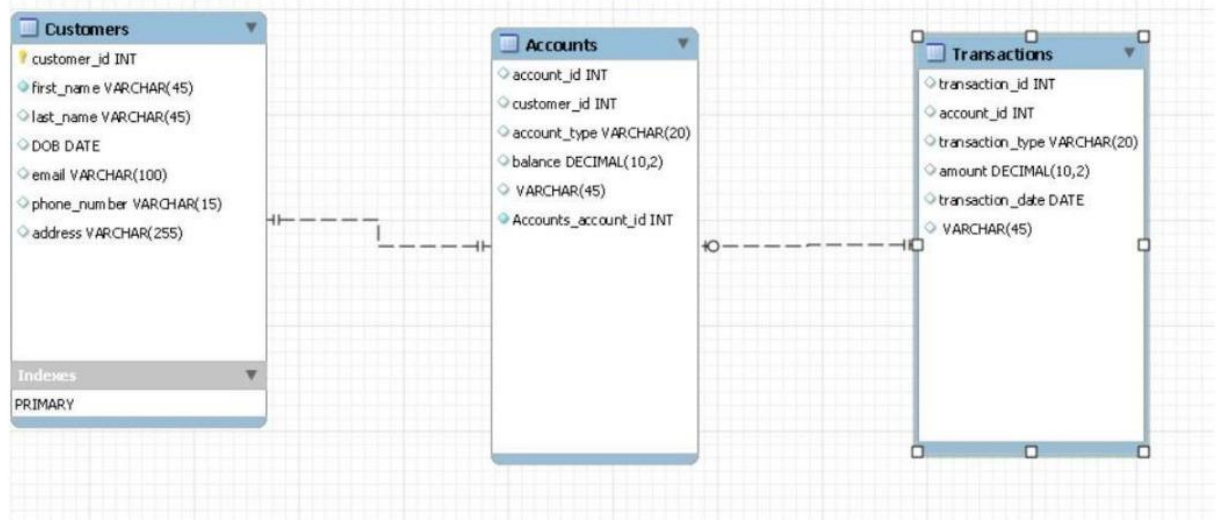 Customers
customer_id INT
first_name VARCHAR(45)
last_name VARCHAR(45)
DOB DATE
email VARCHAR(100)
phone_number VARCHAR(15)
address VARCHAR(255)
Indexes
PRIMARY
Accounts
account_id INT
customer_id INT
account_type VARCHAR(20)
balance DECIMAL(10,2)
VARCHAR(45)
Accounts_account_id INT
Transactions
transaction_id INT
account_id INT
transaction_type VARCHAR(20)
amount DECIMAL(10,2)
transaction_date DATE
VARCHAR(45)